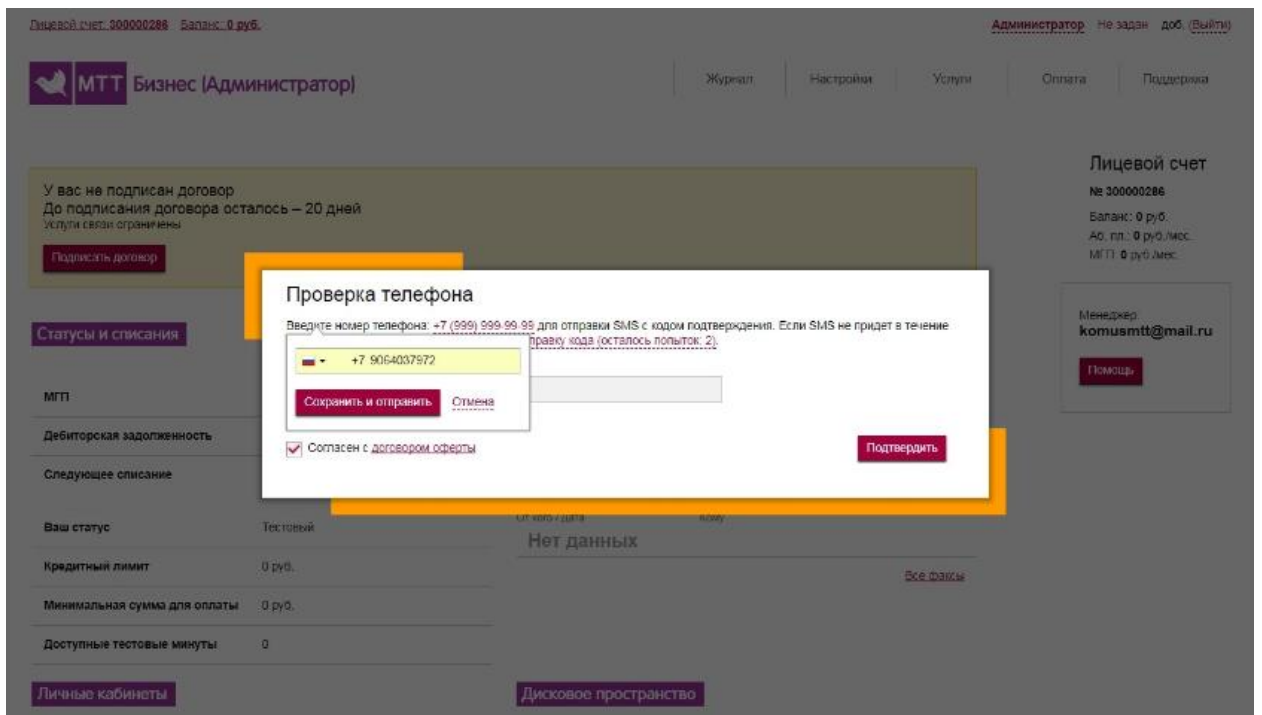 Лицевой счет: 300000286 Баланс: 0 руб.
Администратор Не задан доб. (Выйти)
МТТ Бизнес (Администратор)
Журнал Настройки Услуги Оплата Поддержка
Лицевой счет
№ 300000286
Баланс: 0 руб.
Аб. пл.: 0 руб./мес.
МГП: 0 руб./мес.
У вас не подписан договор
До подписания договора осталось – 20 дней
Услуги связи ограничены
Подписать договор
Проверка телефона
Введите номер телефона: +7 (999) 999-99-99 для отправки SMS с кодом подтверждения. Если SMS не придет в течение
правку кода (осталось попыток: 2).
+7 9064037972
Сохранить и отправить Отмена
Согласен с договором оферты
Подтвердить
Менеджер
komusmtt@mail.ru
Помощь
Статусы и списания
МГП
Дебиторская задолженность
Следующее списание
Ваш статус Тестовый
Кредитный лимит 0 руб.
Минимальная сумма для оплаты 0 руб.
Доступные тестовые минуты 0
От кого / Дата Кому
Нет данных
Все факсы
Личные кабинеты
Дисковое пространство